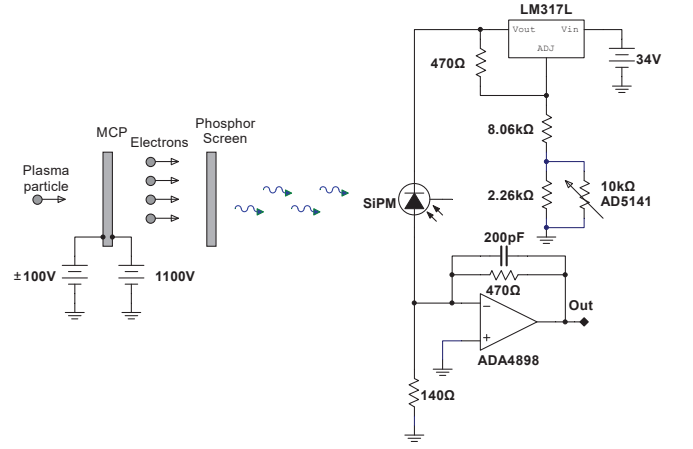 LM317L
Vout
Vin
ADJ
34V
470Ω
8.06kΩ
2.26kΩ
10kΩ
AD5141
Plasma
particle
MCP
Electrons
Phosphor
Screen
±100V
1100V
SiPM
200pF
470Ω
−
+
Out
ADA4898
140Ω